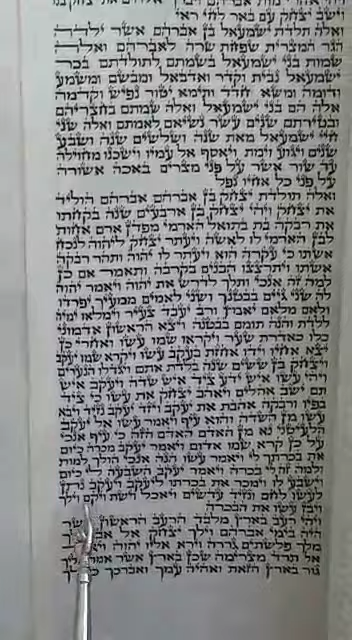 וישב יצחק עם באר לחי ראי
ואלה תולדת ישמעאל בן אברהם אשר ילדה
הגר המצרית שפחת שרה לאברהם ואלה
שמות בני ישמעאל בשמתם לתולדתם בכר
ישמעאל נבית וקדר ואדבאל ומבשם ומשמע
ודומה ומשא חדד ותימא יטור נפיש וקדמה
אלה הם בני ישמעאל ואלה שמתם בחצריהם
ובטירתם שנים עשר נשיאם לאמתם ואלה שני
חיי ישמעאל מאת שנה ושלשים שנה ושבע
שנים ויגוע וימת ויאסף אל עמיו וישכנו מחוילה
עד שור אשר על פני מצרים באכה אשורה
על פני כל אחיו נפל
ואלה תולדת יצחק בן אברהם אברהם הוליד
את יצחק ויהי יצחק בן ארבעים שנה בקחתו
את רבקה בת בתואל הארמי מפדן ארם אחות
לבן הארמי לו לאשה ויעתר יצחק ליהוה לנכח
אשתו כי עקרה הוא ויעתר לו יהוה ותהר רבקה
אשתו ויתרצצו הבנים בקרבה ותאמר אם כן
למה זה אנכי ותלך לדרש את יהוה ויאמר יהוה
לה שני גיים בבטנך ושני לאמים ממעיך יפרדו
ולאם מלאם יאמץ ורב יעבד צעיר וימלאו ימיה
ללדת והנה תומם בבטנה ויצא הראשון אדמוני
כלו כאדרת שער ויקראו שמו עשו ואחרי כן
יצא אחיו וידו אחזת בעקב עשו ויקרא שמו יעקב
ויצחק בן ששים שנה בלדת אתם ויגדלו הנערים
ויהי עשו איש ידע ציד איש שדה ויעקב איש
תם ישב אהלים ויאהב יצחק את עשו כי ציד
בפיו ורבקה אהבת את יעקב ויזד יעקב נזיד ויבא
עשו מן השדה והוא עיף ויאמר עשו אל יעקב
הלעיטני נא מן האדם האדם הזה כי עיף אנכי
על כן קרא שמו אדום ויאמר יעקב מכרה כיום
את בכרתך לי ויאמר עשו הנה אנכי הולך למות
ולמה זה לי בכרה ויאמר יעקב השבעה לי כיום
וישבע לו וימכר את בכרתו ליעקב ויעקב נתן
לעשו לחם ונזיד עדשים ויאכל וישת ויקם וילך
ויבז עשו את הבכרה
ויהי רעב בארץ מלבד הרעב הראשון אשר
היה בימי אברהם וילך יצחק אל
מלך פלשתים גררה וירא אליו יהוה
אל תרד מצרימה שכן בארץ אשר אמר אליך
גור בארץ הזאת ואהיה עמך ואברכך כי לך